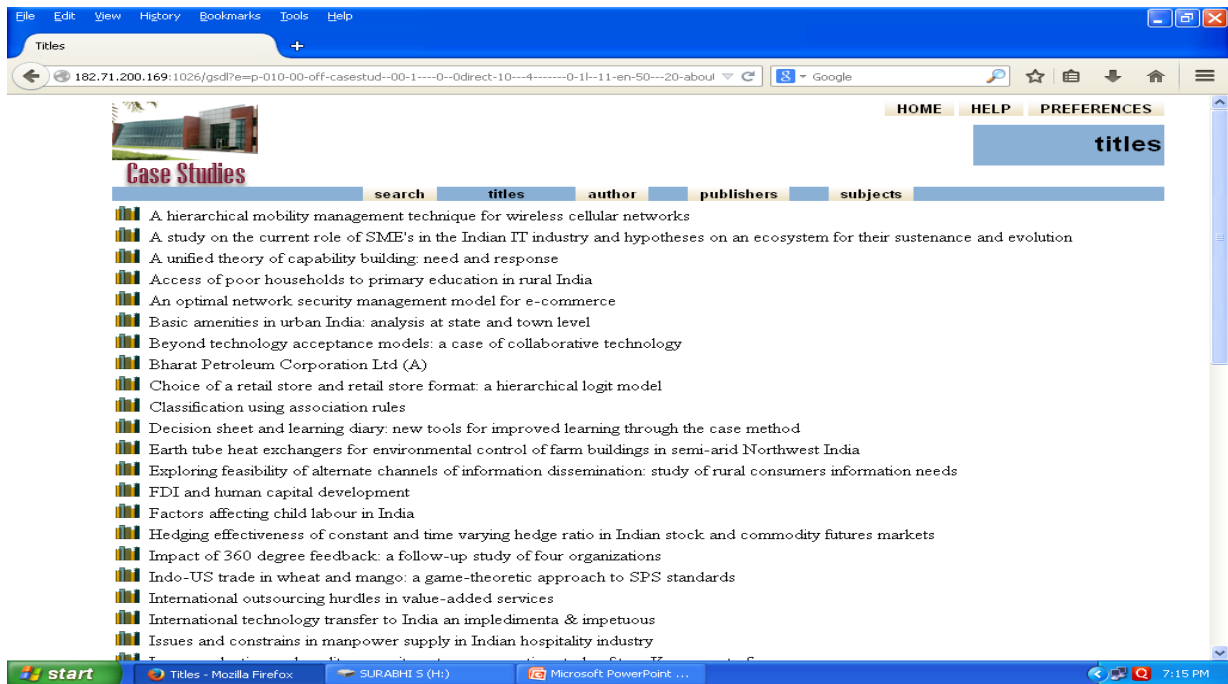 File Edit View History Bookmarks Tools Help
Titles
182.71.200.169:1026/gsdl?e=p-010-00-off-casestud--00-1----0--0direct-10---4-------0-1l--11-en-50---20-about
Google
HOME HELP PREFERENCES
titles
Case Studies
search titles author publishers subjects
A hierarchical mobility management technique for wireless cellular networks
A study on the current role of SME's in the Indian IT industry and hypotheses on an ecosystem for their sustenance and evolution
A unified theory of capability building: need and response
Access of poor households to primary education in rural India
An optimal network security management model for e-commerce
Basic amenities in urban India: analysis at state and town level
Beyond technology acceptance models: a case of collaborative technology
Bharat Petroleum Corporation Ltd (A)
Choice of a retail store and retail store format: a hierarchical logit model
Classification using association rules
Decision sheet and learning diary: new tools for improved learning through the case method
Earth tube heat exchangers for environmental control of farm buildings in semi-arid Northwest India
Exploring feasibility of alternate channels of information dissemination: study of rural consumers information needs
FDI and human capital development
Factors affecting child labour in India
Hedging effectiveness of constant and time varying hedge ratio in Indian stock and commodity futures markets
Impact of 360 degree feedback: a follow-up study of four organizations
Indo-US trade in wheat and mango: a game-theoretic approach to SPS standards
International outsourcing hurdles in value-added services
International technology transfer to India an impledimenta & impetuous
Issues and constrains in manpower supply in Indian hospitality industry
start Titles - Mozilla Firefox SURABHI S (H:) Microsoft PowerPoint ... 7:15 PM